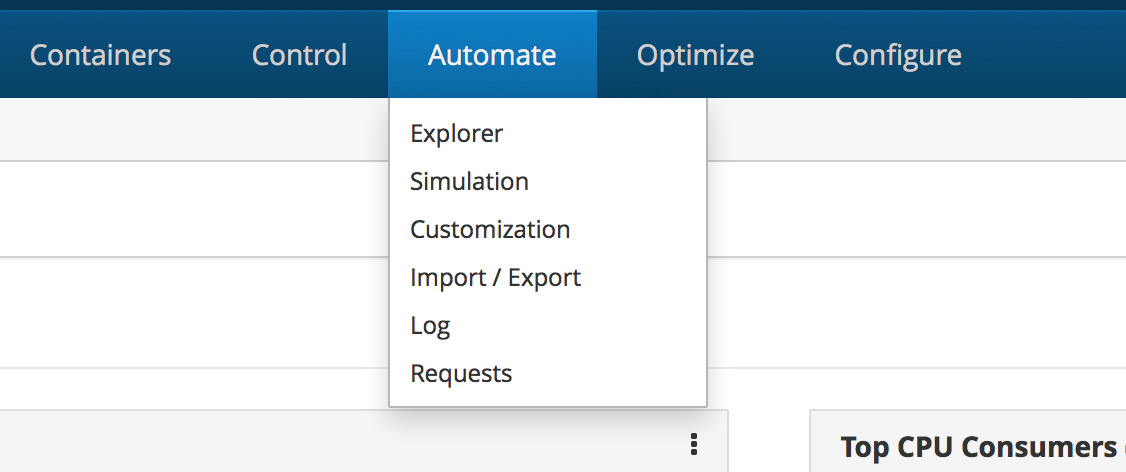 Containers Control Automate Optimize Configure
Explorer
Simulation
Customization
Import / Export
Log
Requests
Top CPU Consumers